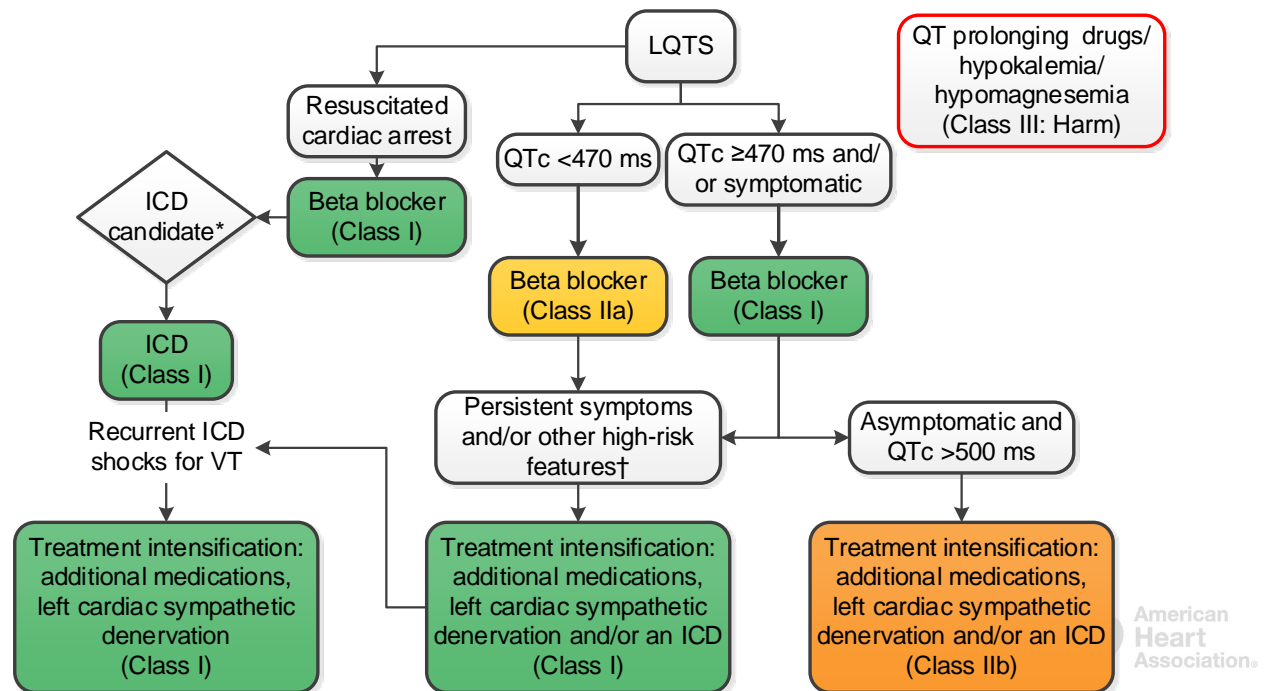 LQTS
QT prolonging drugs/
hypokalemia/
hypomagnesemia
(Class III: Harm)
Resuscitated
cardiac arrest
QTc <470 ms
QTc ≥470 ms and/
or symptomatic
ICD
candidate*
Beta blocker
(Class I)
Beta blocker
(Class IIa)
Beta blocker
(Class I)
ICD
(Class I)
Recurrent ICD
shocks for VT
Persistent symptoms
and/or other high-risk
features†
Asymptomatic and
QTc >500 ms
Treatment intensification:
additional medications,
left cardiac sympathetic
denervation
(Class I)
Treatment intensification:
additional medications,
left cardiac sympathetic
denervation and/or an ICD
(Class I)
Treatment intensification:
additional medications,
left cardiac sympathetic
denervation and/or an ICD
(Class IIb)
American
Heart
Association®